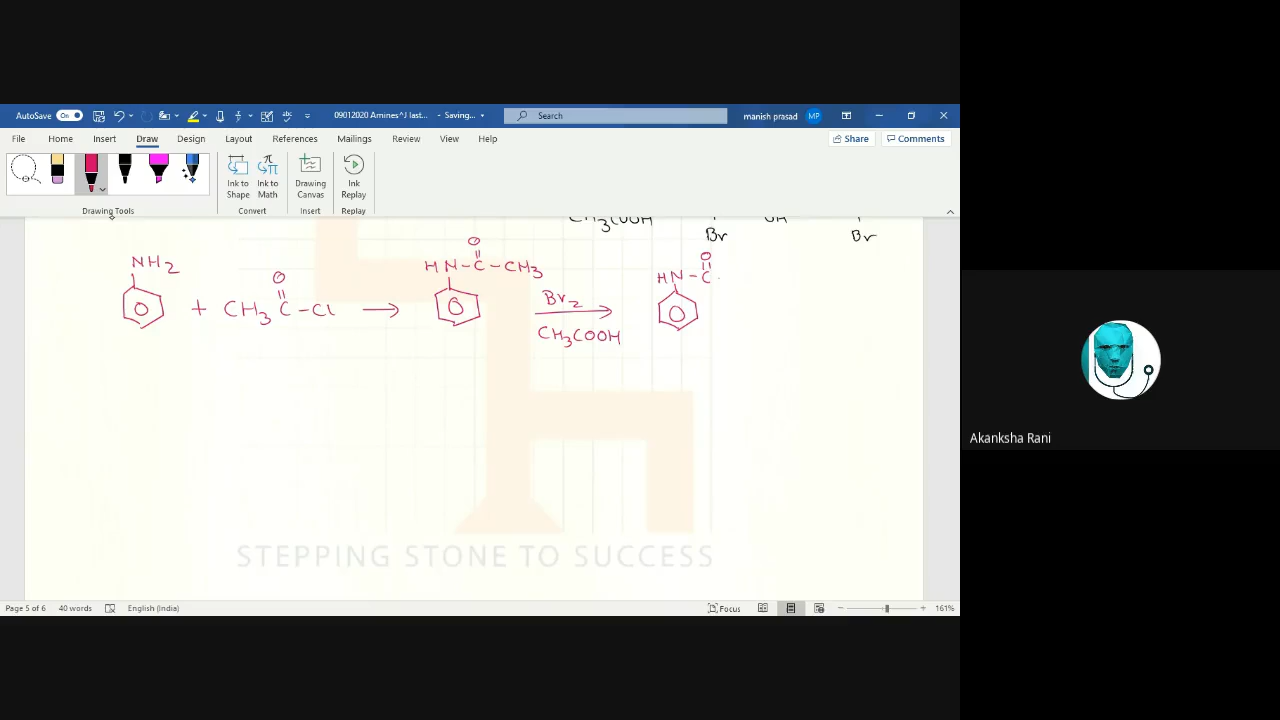 AutoSave On 09012020 Amines^J last... - Saving... Search manish prasad MP
File Home Insert Draw Design Layout References Mailings Review View Help Share Comments
Ink to Shape Ink to Math Drawing Canvas Ink Replay
Drawing Tools Convert Insert Replay
CH3COOH OH
Br Br
NH2 + CH3-C(=O)-Cl → HN-C(=O)-CH3 Br2 CH3COOH → HN-C(=O)
STEPPING STONE TO SUCCESS
Page 5 of 6 40 words English (India) Focus 161%
Akanksha Rani